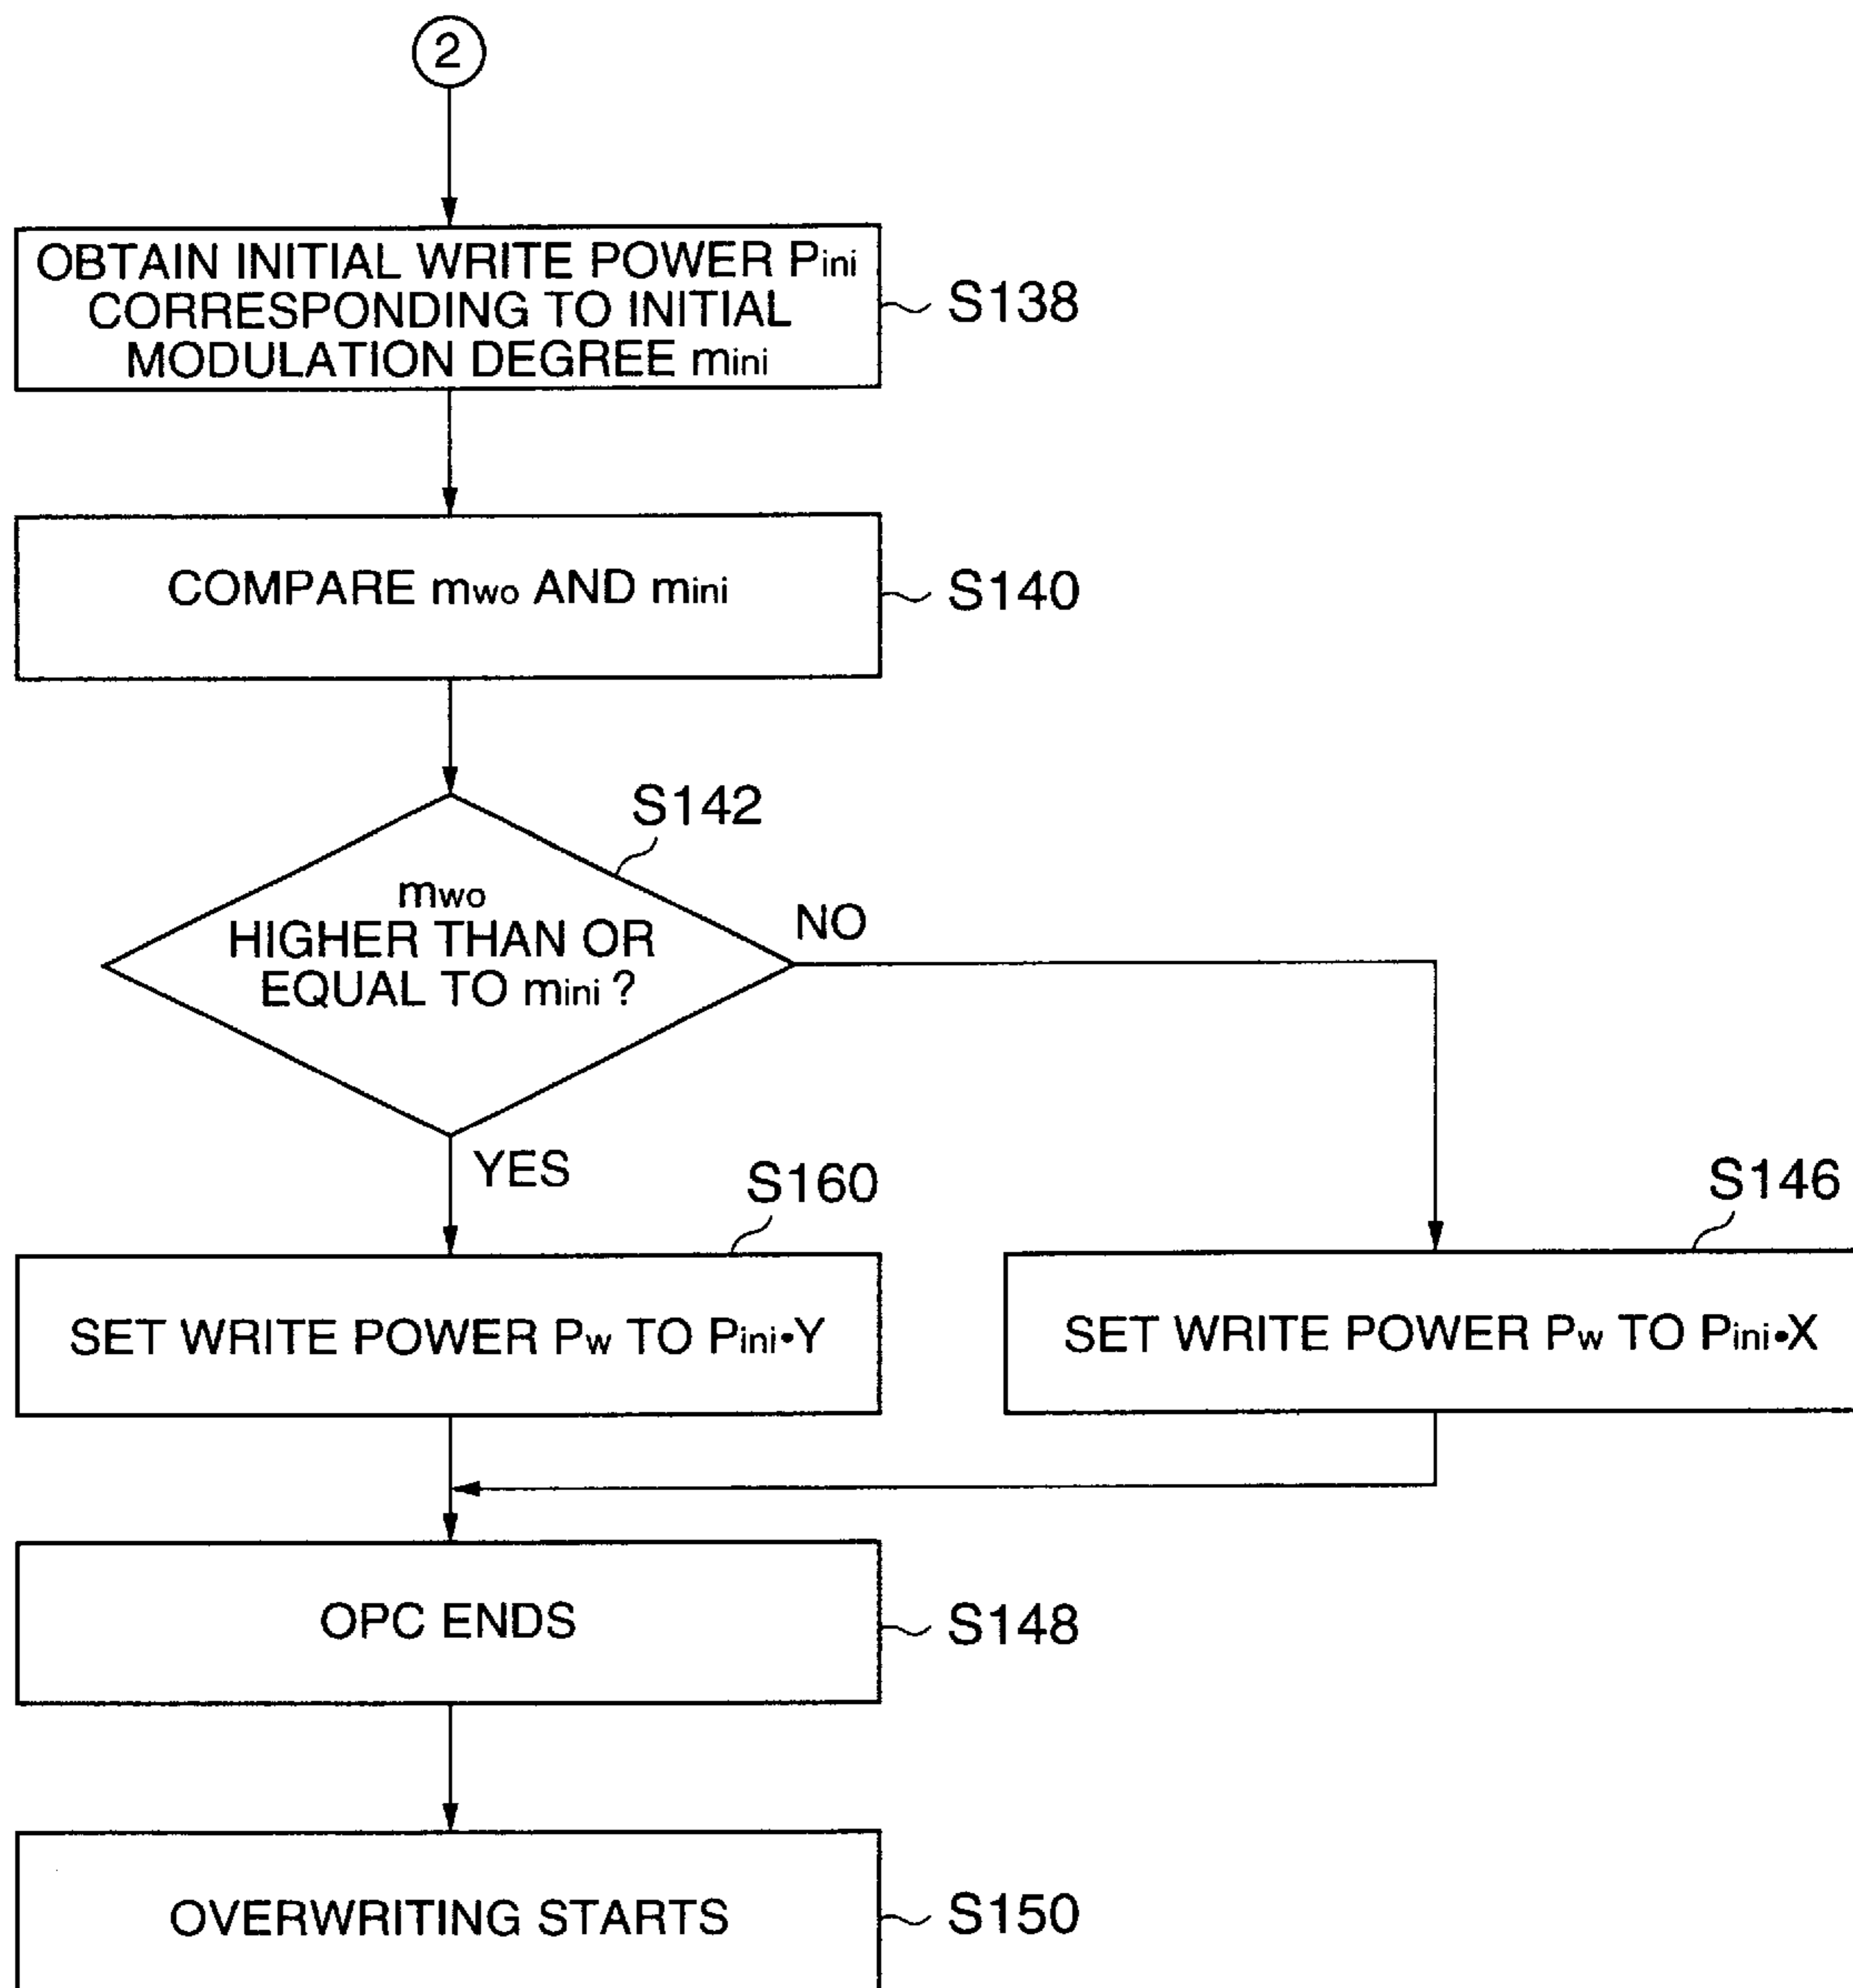 2
OBTAIN INITIAL WRITE POWER Pini
CORRESPONDING TO INITIAL
MODULATION DEGREE mini
S138
COMPARE mwo AND mini
S140
S142
mwo
HIGHER THAN OR
EQUAL TO mini ?
NO
YES
S160
S146
SET WRITE POWER Pw TO Pini•Y
SET WRITE POWER Pw TO Pini•X
OPC ENDS
S148
OVERWRITING STARTS
S150